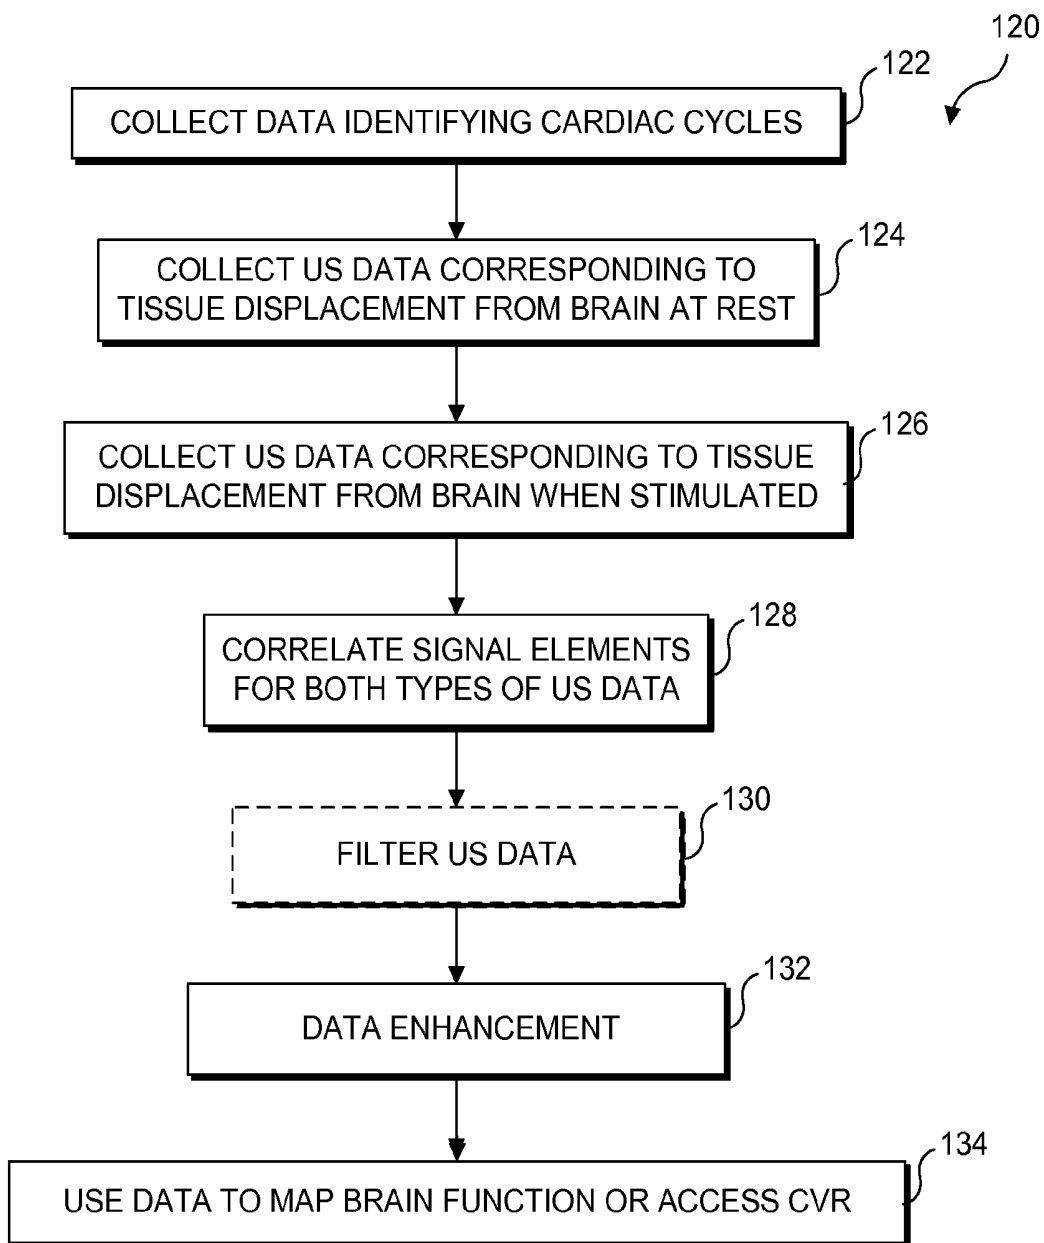 120
122
COLLECT DATA IDENTIFYING CARDIAC CYCLES
124
COLLECT US DATA CORRESPONDING TO
TISSUE DISPLACEMENT FROM BRAIN AT REST
126
COLLECT US DATA CORRESPONDING TO TISSUE
DISPLACEMENT FROM BRAIN WHEN STIMULATED
128
CORRELATE SIGNAL ELEMENTS
FOR BOTH TYPES OF US DATA
130
FILTER US DATA
132
DATA ENHANCEMENT
134
USE DATA TO MAP BRAIN FUNCTION OR ACCESS CVR